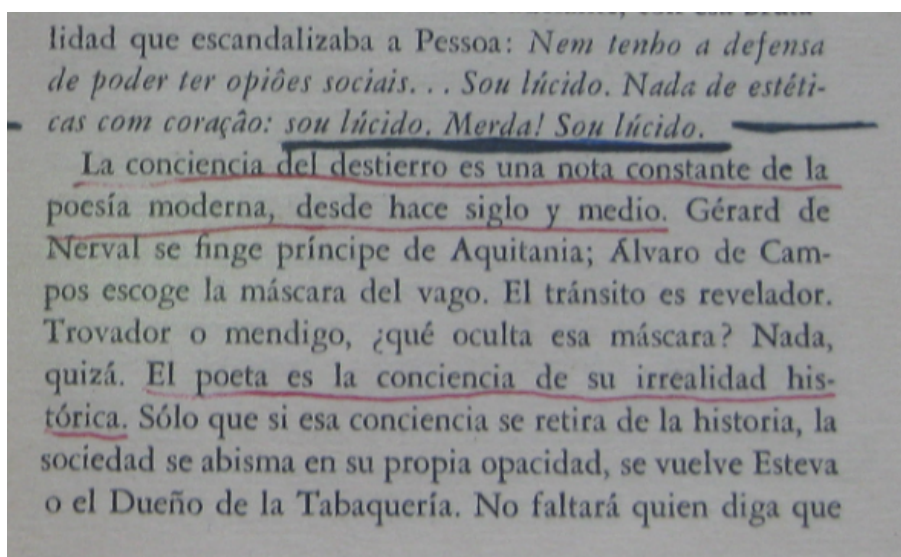 lidad que escandalizaba a Pessoa: Nem tenho a defensa
de poder ter opiôes sociais. . . Sou lúcido. Nada de estéti-
cas com coração: sou lúcido. Merda! Sou lúcido.
La conciencia del destierro es una nota constante de la
poesía moderna, desde hace siglo y medio. Gérard de
Nerval se finge príncipe de Aquitania; Álvaro de Cam-
pos escoge la máscara del vago. El tránsito es revelador.
Trovador o mendigo, ¿qué oculta esa máscara? Nada,
quizá. El poeta es la conciencia de su irrealidad his-
tórica. Sólo que si esa conciencia se retira de la historia, la
sociedad se abisma en su propia opacidad, se vuelve Esteva
o el Dueño de la Tabaquería. No faltará quien diga que